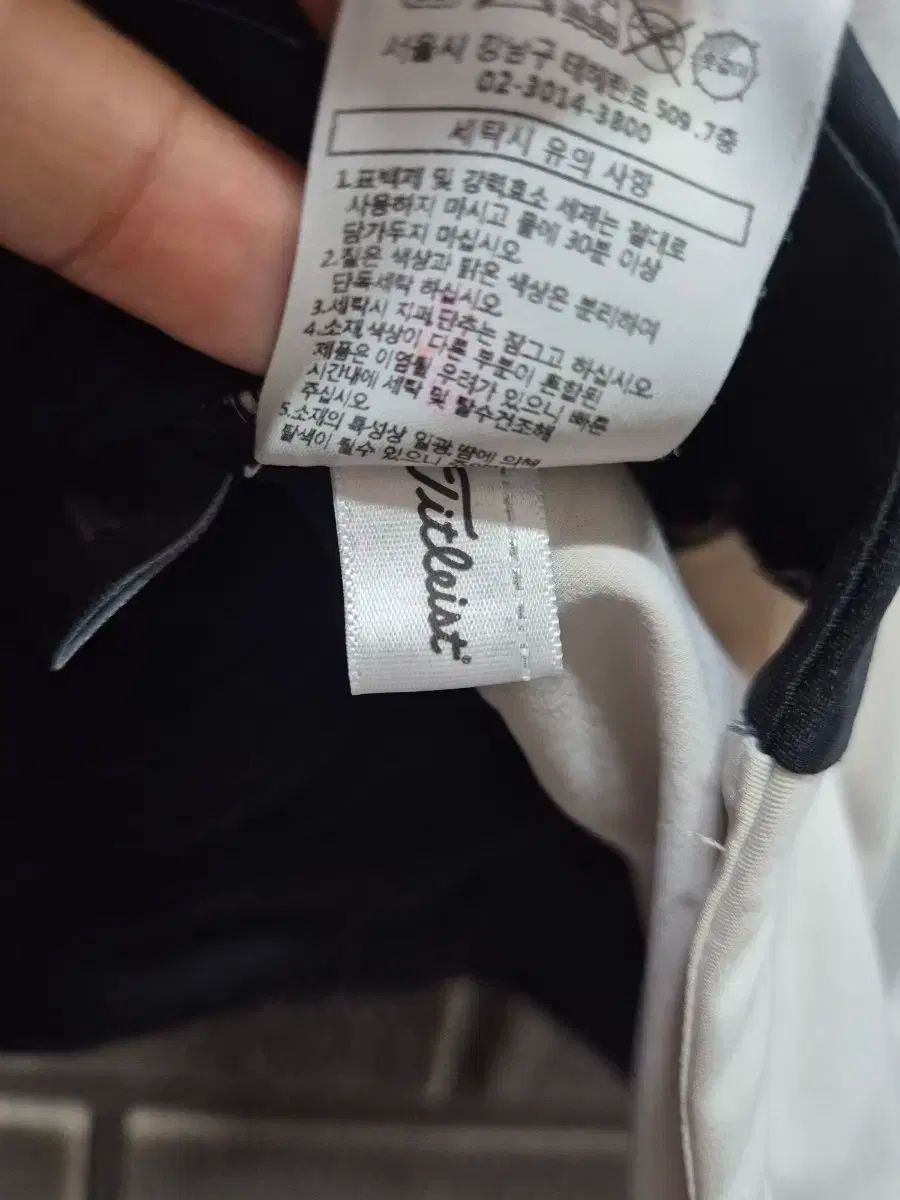 옷걸이
서울시 강남구 테헤란로 509.7층
02-3014-3800
세탁시 유의 사항
1.표백제 및 강력효소 세제는 절대로
사용하지 마시고 물에 30분 이상
담가두지 마십시오
2.짙은 색상과 밝은 색상은 분리하여
단독세탁 하십시오
3.세탁시 지퍼,단추는 잠그고 하십시오
4.소재,색상이 다른 부분이 혼합된
제품은 이염될 우려가 있으니 빠른
시간내에 세탁 및 탈수건조해
주십시오
5.소재의 특성상 일광,땀에 의해
탈색이 될수 있으니
Titleist®